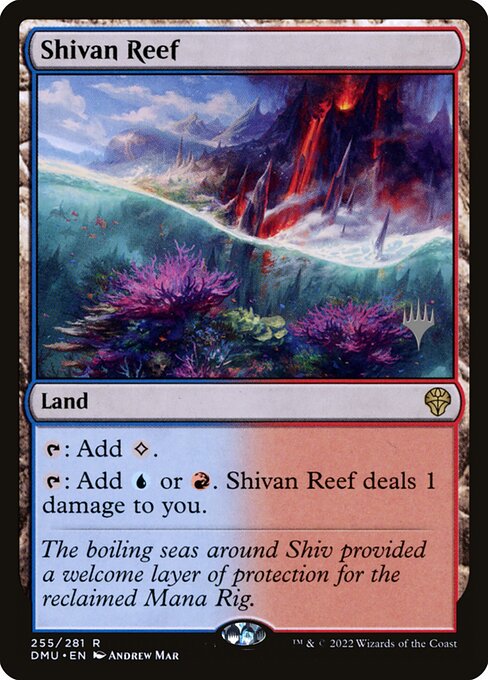 Shivan Reef
Land
: Add .
: Add or . Shivan Reef deals 1
damage to you.
The boiling seas around Shiv provided
a welcome layer of protection for the
reclaimed Mana Rig.
255/281 R
DMU • EN Andrew Mar
™ & © 2022 Wizards of the Coast